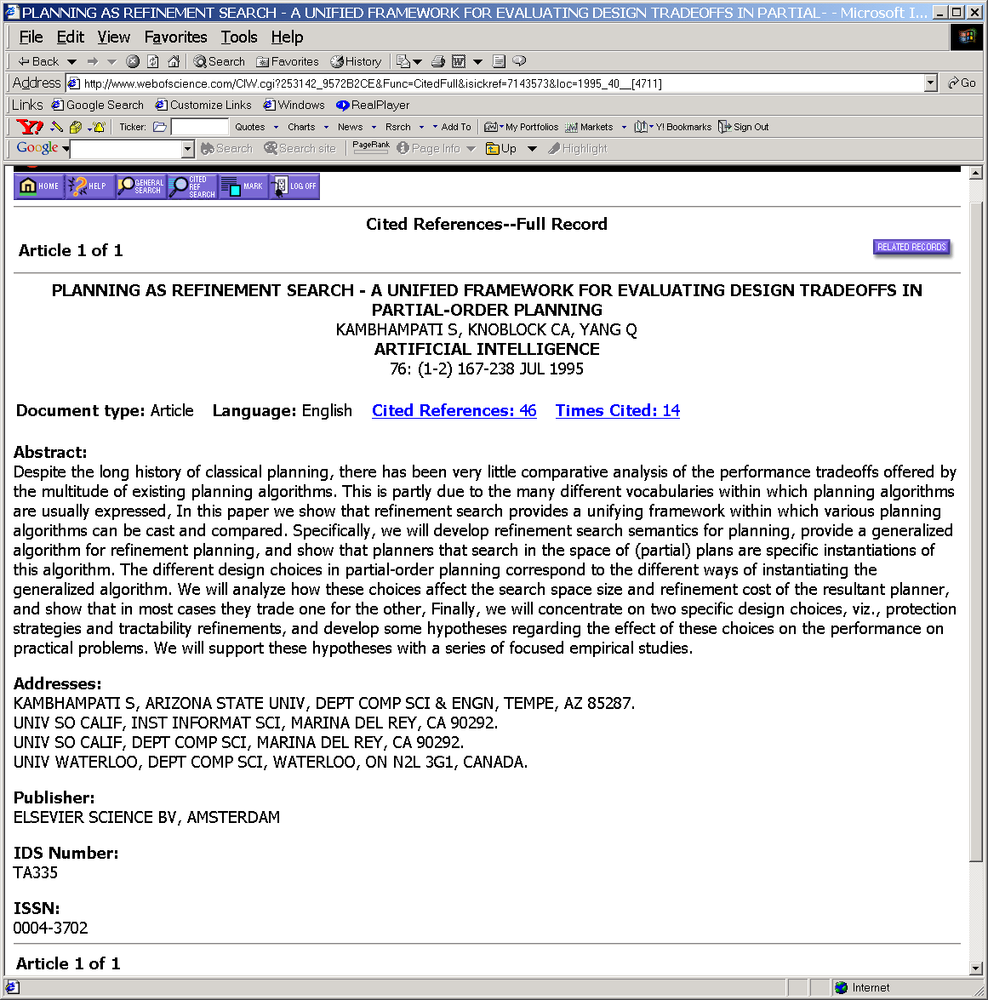 PLANNING AS REFINEMENT SEARCH - A UNIFIED FRAMEWORK FOR EVALUATING DESIGN TRADEOFFS IN PARTIAL- - Microsoft I...
File Edit View Favorites Tools Help
Back Search Favorites History
Address http://www.webofscience.com/CIW.cgi?253142_9572B2CE&Func=CitedFull&isickref=7143573&loc=1995_40__[4711] Go
Links Google Search Customize Links Windows RealPlayer
Y! Ticker: Quotes Charts News Rsrch Add To My Portfolios Markets Y! Bookmarks Sign Out
Google Search Search site PageRank Page Info Up Highlight
HOME HELP GENERAL SEARCH CITED REF SEARCH MARK LOG OFF
Cited References--Full Record
Article 1 of 1 RELATED RECORDS
PLANNING AS REFINEMENT SEARCH - A UNIFIED FRAMEWORK FOR EVALUATING DESIGN TRADEOFFS IN
PARTIAL-ORDER PLANNING
KAMBHAMPATI S, KNOBLOCK CA, YANG Q
ARTIFICIAL INTELLIGENCE
76: (1-2) 167-238 JUL 1995
Document type: Article Language: English Cited References: 46 Times Cited: 14
Abstract:
Despite the long history of classical planning, there has been very little comparative analysis of the performance tradeoffs offered by
the multitude of existing planning algorithms. This is partly due to the many different vocabularies within which planning algorithms
are usually expressed, In this paper we show that refinement search provides a unifying framework within which various planning
algorithms can be cast and compared. Specifically, we will develop refinement search semantics for planning, provide a generalized
algorithm for refinement planning, and show that planners that search in the space of (partial) plans are specific instantiations of
this algorithm. The different design choices in partial-order planning correspond to the different ways of instantiating the
generalized algorithm. We will analyze how these choices affect the search space size and refinement cost of the resultant planner,
and show that in most cases they trade one for the other, Finally, we will concentrate on two specific design choices, viz., protection
strategies and tractability refinements, and develop some hypotheses regarding the effect of these choices on the performance on
practical problems. We will support these hypotheses with a series of focused empirical studies.
Addresses:
KAMBHAMPATI S, ARIZONA STATE UNIV, DEPT COMP SCI & ENGN, TEMPE, AZ 85287.
UNIV SO CALIF, INST INFORMAT SCI, MARINA DEL REY, CA 90292.
UNIV SO CALIF, DEPT COMP SCI, MARINA DEL REY, CA 90292.
UNIV WATERLOO, DEPT COMP SCI, WATERLOO, ON N2L 3G1, CANADA.
Publisher:
ELSEVIER SCIENCE BV, AMSTERDAM
IDS Number:
TA335
ISSN:
0004-3702
Article 1 of 1
Internet